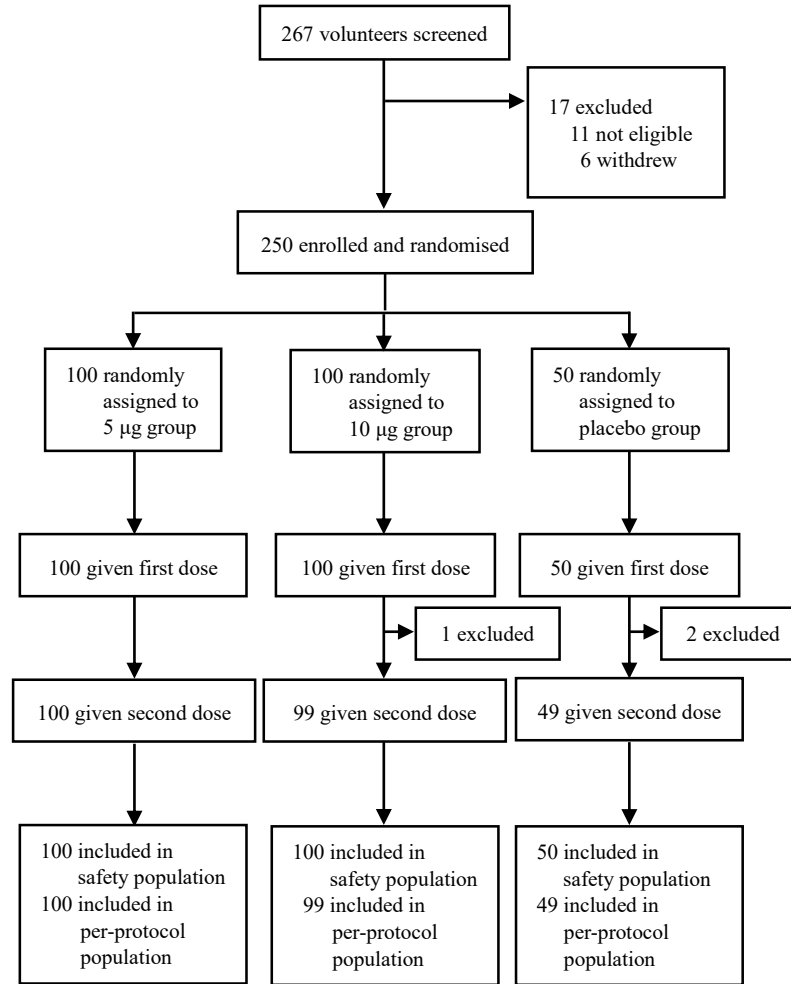 267 volunteers screened
17 excluded
11 not eligible
6 withdrew
250 enrolled and randomised
100 randomly
assigned to
5 μg group
100 randomly
assigned to
10 μg group
50 randomly
assigned to
placebo group
100 given first dose
100 given first dose
50 given first dose
1 excluded
2 excluded
100 given second dose
99 given second dose
49 given second dose
100 included in
safety population
100 included in
per-protocol
population
100 included in
safety population
99 included in
per-protocol
population
50 included in
safety population
49 included in
per-protocol
population